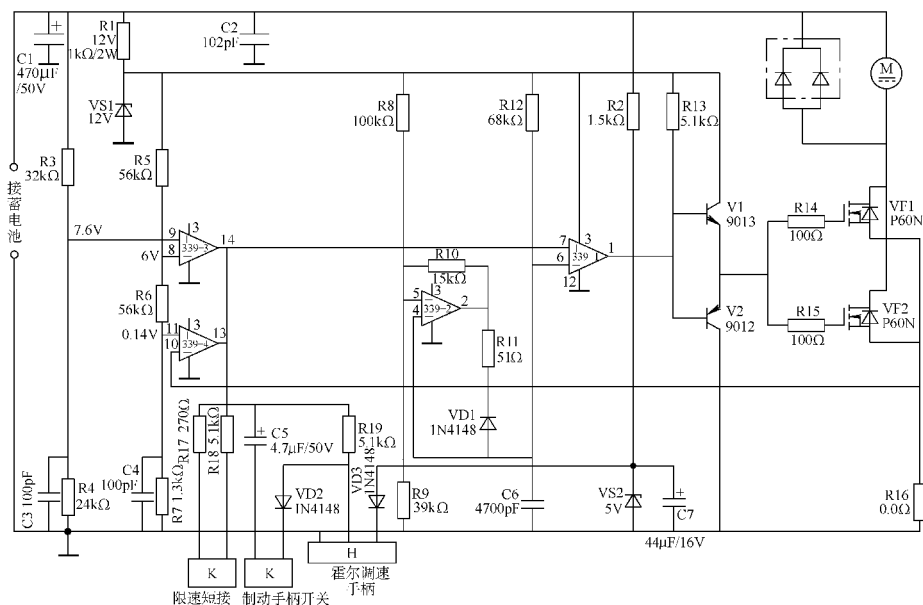 R1
12V
1kΩ/2W
C1
470μF
/50V
C2
102pF
VS1
12V
R8
100kΩ
R12
68kΩ
R2
1.5kΩ
R13
5.1kΩ
M
R3
32kΩ
R5
56kΩ
接蓄电池
7.6V
9
8
3
339-3
14
6V
R6
56kΩ
0.14V
11
10
3
339-4
13
R10
15kΩ
5
4
3
339-2
2
R11
51Ω
VD1
1N4148
7
6
3
339
1
12
1
V1
9013
V2
9012
R14
100Ω
R15
100Ω
VF1
P60N
VF2
P60N
R17 270Ω
R18 5.1kΩ
C5
4.7μF/50V
R19
5.1kΩ
VD3
1N4148
VD2
IN4148
C3 100pF
R4
24kΩ
C4
100pF
R7 1.3kΩ
R9
39kΩ
C6
4700pF
VS2
5V
C7
44μF/16V
R16
0.0Ω
K
K
H
限速短接
制动手柄开关
霍尔调速
手柄